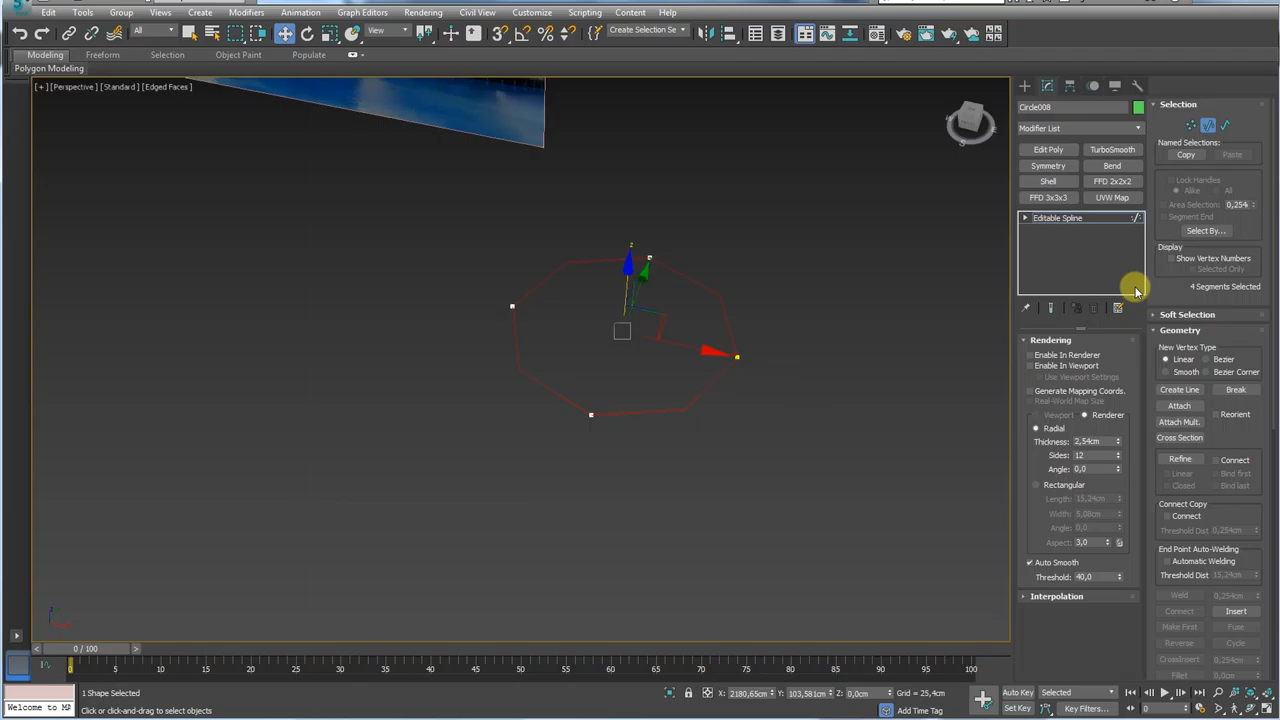 Edit Tools Group Views Create Modifiers Animation Graph Editors Rendering Civil View Customize Scripting Content Help
All View Create Selection Se
Modeling Freeform Selection Object Paint Populate
Polygon Modeling
[+] [Perspective] [Standard] [Edged Faces]
Circle008
Modifier List
Edit Poly TurboSmooth
Symmetry Bend
Shell FFD 2x2x2
FFD 3x3x3 UVW Map
Editable Spline
Rendering
Enable In Renderer
Enable In Viewport
Use Viewport Settings
Generate Mapping Coords.
Real-World Map Size
Viewport Renderer
Radial
Thickness: 2,54cm
Sides: 12
Angle: 0,0
Rectangular
Length: 15,24cm
Width: 5,08cm
Angle: 0,0
Aspect: 3,0
Auto Smooth
Threshold: 40,0
Interpolation
Selection
Named Selections:
Copy Paste
Lock Handles
Alike All
Area Selection: 0,254
Segment End
Select By...
Display
Show Vertex Numbers
Selected Only
4 Segments Selected
Soft Selection
Geometry
New Vertex Type
Linear Bezier
Smooth Bezier Corner
Create Line Break
Attach
Reorient
Attach Mult.
Cross Section
Refine Connect
Linear Bind first
Closed Bind last
Connect Copy
Connect
Threshold Dist 0,254cm
End Point Auto-Welding
Automatic Welding
Threshold Dist 15,24cm
Weld 0,254cm
Connect Insert
Make First Fuse
Reverse Cycle
CrossInsert 0,254cm
Fillet 0,0cm
0 / 100
0 5 10 15 20 25 30 35 40 45 50 55 60 65 70 75 80 85 90 95 100
1 Shape Selected X: 2180,65cm Y: 103,581cm Z: 0,0cm Grid = 25,4cm Auto Key Selected
Welcome to MA Click or click-and-drag to select objects Add Time Tag Set Key Key Filters... 0